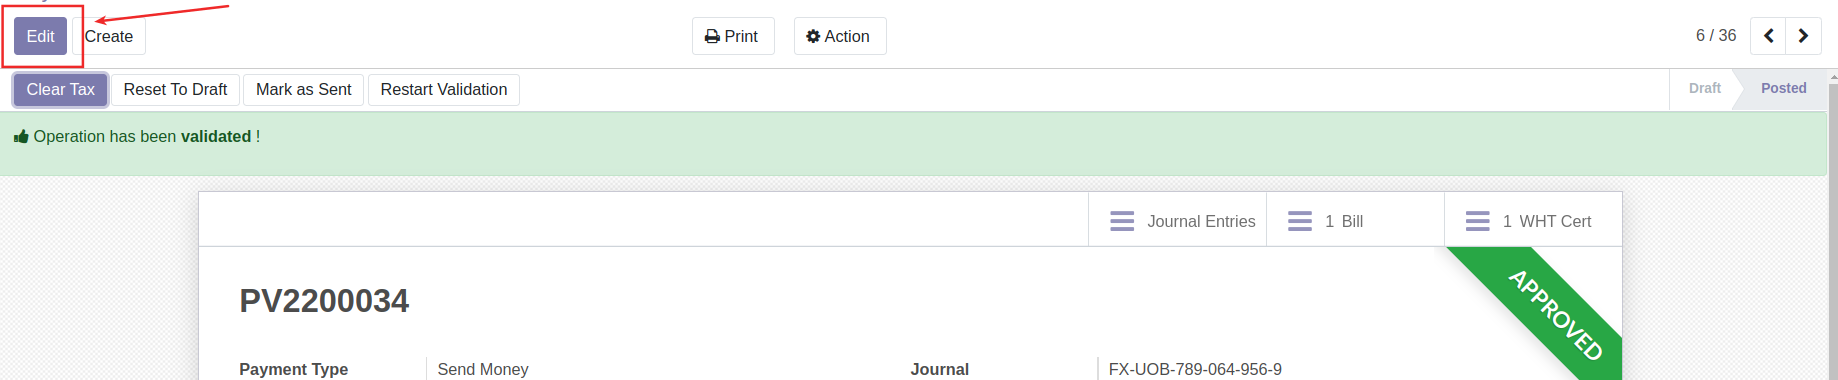 Edit Create Print Action 6 / 36
Clear Tax Reset To Draft Mark as Sent Restart Validation Draft Posted
Operation has been validated !
Journal Entries 1 Bill 1 WHT Cert
APPROVED
PV2200034
Payment Type Send Money Journal FX-UOB-789-064-956-9